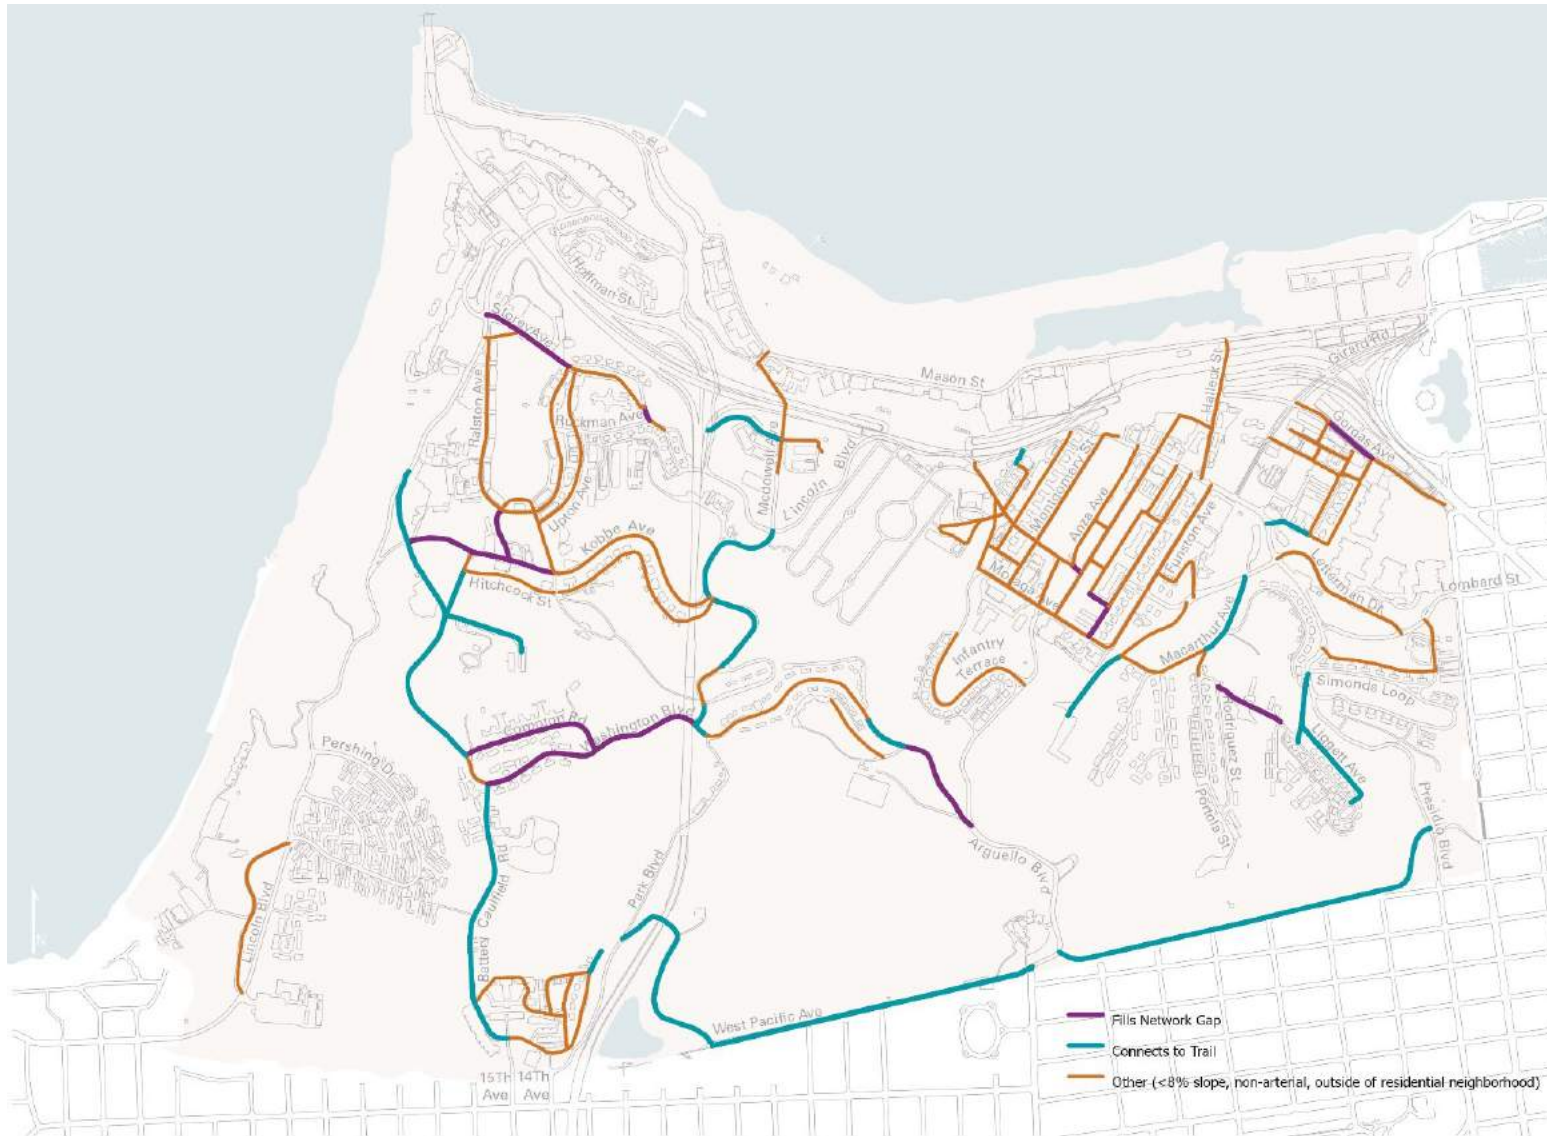 Hoffman St
Storey Ave
Mason St
Girard Rd
Halleck St
Ralston Ave
Ruckman Ave
Mcdowell Ave
Lincoln Blvd
Gorgas Ave
Montgomery St
Anza Ave
Upton Ave
Kobbe Ave
Funston Ave
Hitchcock St
Moraga Ave
Letterman Dr
Lombard St
Macarthur Ave
Infantry
Terrace
Simonds Loop
Compton Rd
Washington Blvd
Rodriguez St
Liggett Ave
Pershing Dr
Portola St
Presidio Blvd
Arguello Blvd
Park Blvd
Battery Caulfield Rd
Lincoln Blvd
West Pacific Ave
15TH
Ave
14TH
Ave
Fills Network Gap
Connects to Trail
Other (<8% slope, non-arterial, outside of residential neighborhood)